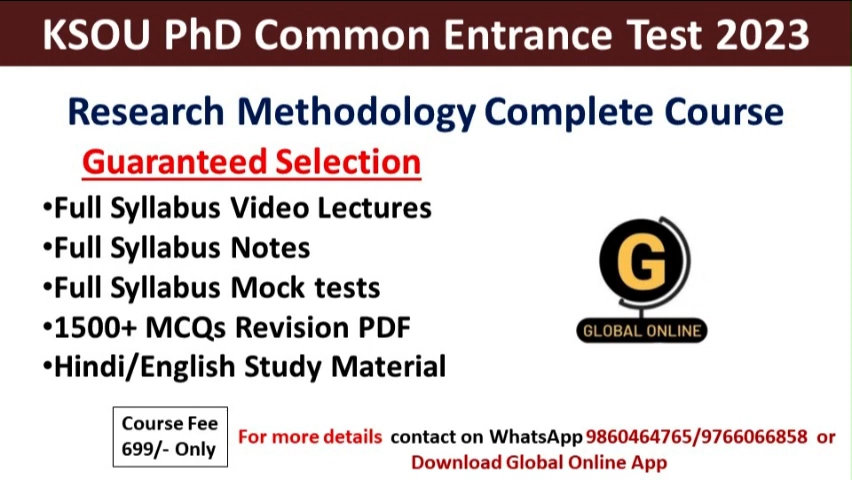 KSOU PhD Common Entrance Test 2023
Research Methodology Complete Course
Guaranteed Selection
•Full Syllabus Video Lectures
•Full Syllabus Notes
•Full Syllabus Mock tests
•1500+ MCQs Revision PDF
•Hindi/English Study Material
G
GLOBAL ONLINE
Course Fee
699/- Only
For more details contact on WhatsApp 9860464765/9766066858 or
Download Global Online App